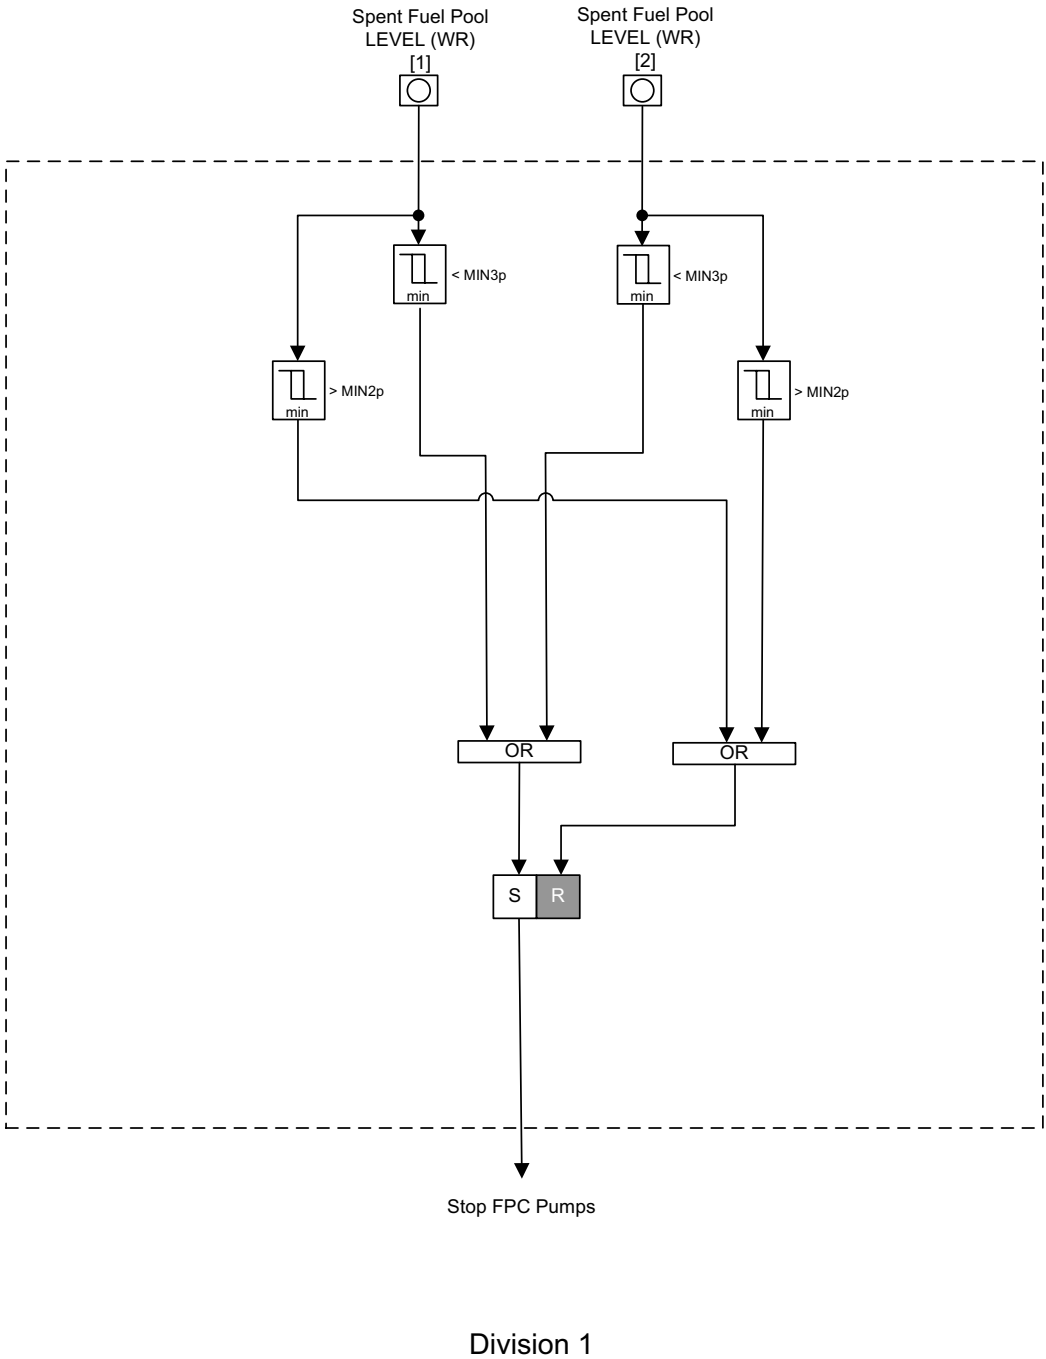 Spent Fuel Pool
LEVEL (WR)
[1]
Spent Fuel Pool
LEVEL (WR)
[2]
min
< MIN3p
min
< MIN3p
min
> MIN2p
min
> MIN2p
OR
OR
S
R
Stop FPC Pumps
Division 1